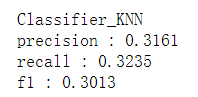 Classifier_KNN
precision : 0.3161
recall : 0.3235
f1 : 0.3013